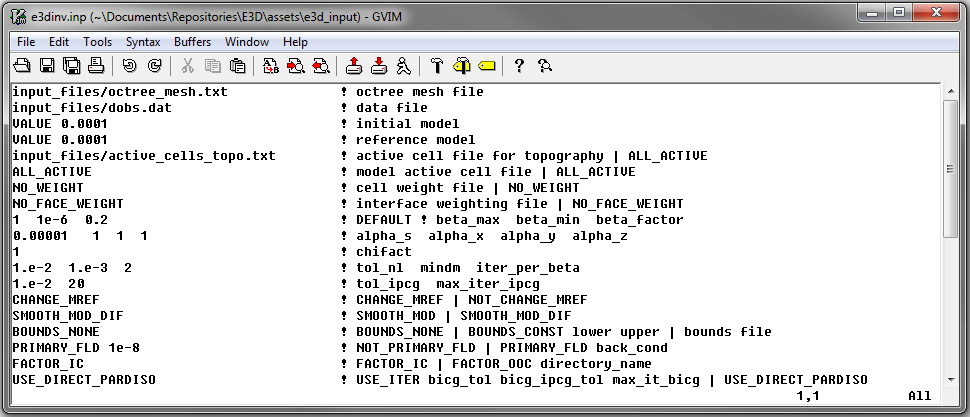 e3dinv.inp (~\Documents\Repositories\E3D\assets\e3d_input) - GVIM
File Edit Tools Syntax Buffers Window Help
input_files/octree_mesh.txt ! octree mesh file
input_files/dobs.dat ! data file
VALUE 0.0001 ! initial model
VALUE 0.0001 ! reference model
input_files/active_cells_topo.txt ! active cell file for topography | ALL_ACTIVE
ALL_ACTIVE ! model active cell file | ALL_ACTIVE
NO_WEIGHT ! cell weight file | NO_WEIGHT
NO_FACE_WEIGHT ! interface weighting file | NO_FACE_WEIGHT
1 1e-6 0.2 ! DEFAULT ! beta_max beta_min beta_factor
0.00001 1 1 1 ! alpha_s alpha_x alpha_y alpha_z
1 ! chifact
1.e-2 1.e-3 2 ! tol_nl mindm iter_per_beta
1.e-2 20 ! tol_ipcg max_iter_ipcg
CHANGE_MREF ! CHANGE_MREF | NOT_CHANGE_MREF
SMOOTH_MOD_DIF ! SMOOTH_MOD | SMOOTH_MOD_DIF
BOUNDS_NONE ! BOUNDS_NONE | BOUNDS_CONST lower upper | bounds file
PRIMARY_FLD 1e-8 ! NOT_PRIMARY_FLD | PRIMARY_FLD back_cond
FACTOR_IC ! FACTOR_IC | FACTOR_OOC directory_name
USE_DIRECT_PARDISO ! USE_ITER bicg_tol bicg_ipcg_tol max_it_bicg | USE_DIRECT_PARDISO
1,1 All